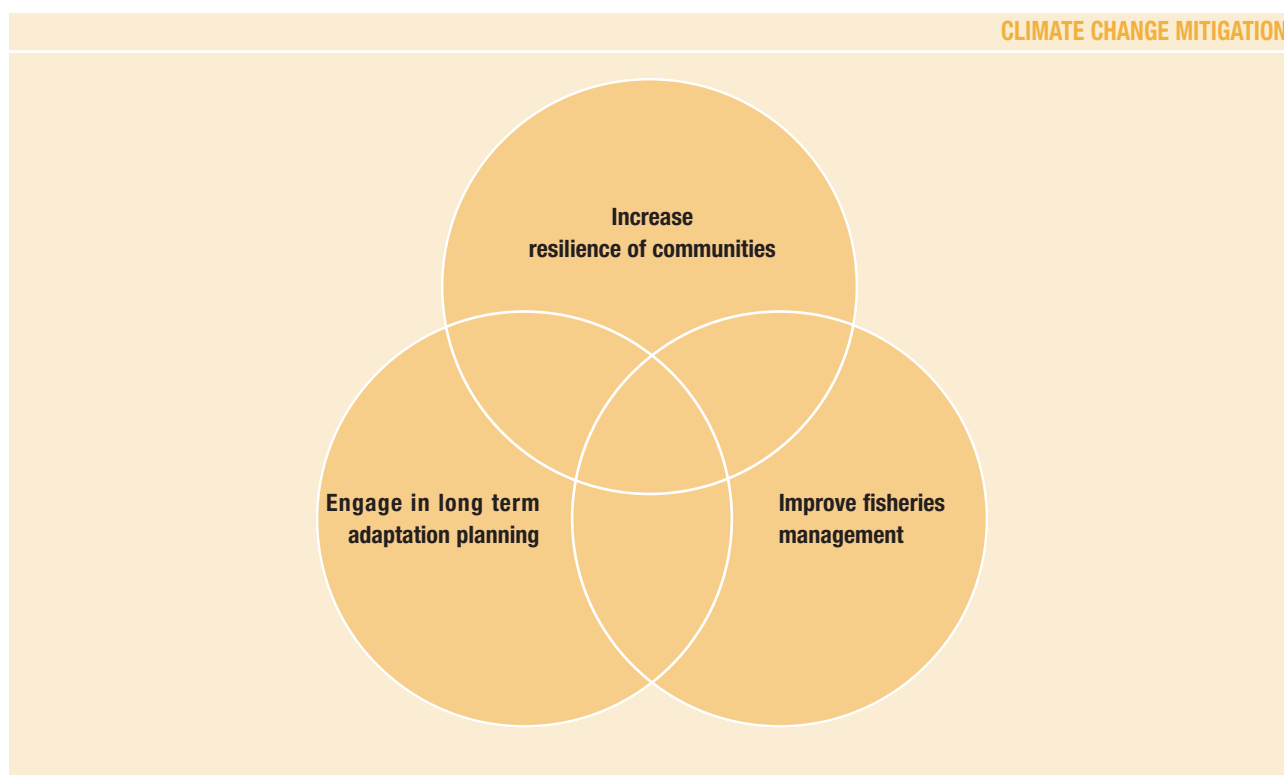 CLIMATE CHANGE MITIGATION
Increase
resilience of communities
Engage in long term
adaptation planning
Improve fisheries
management